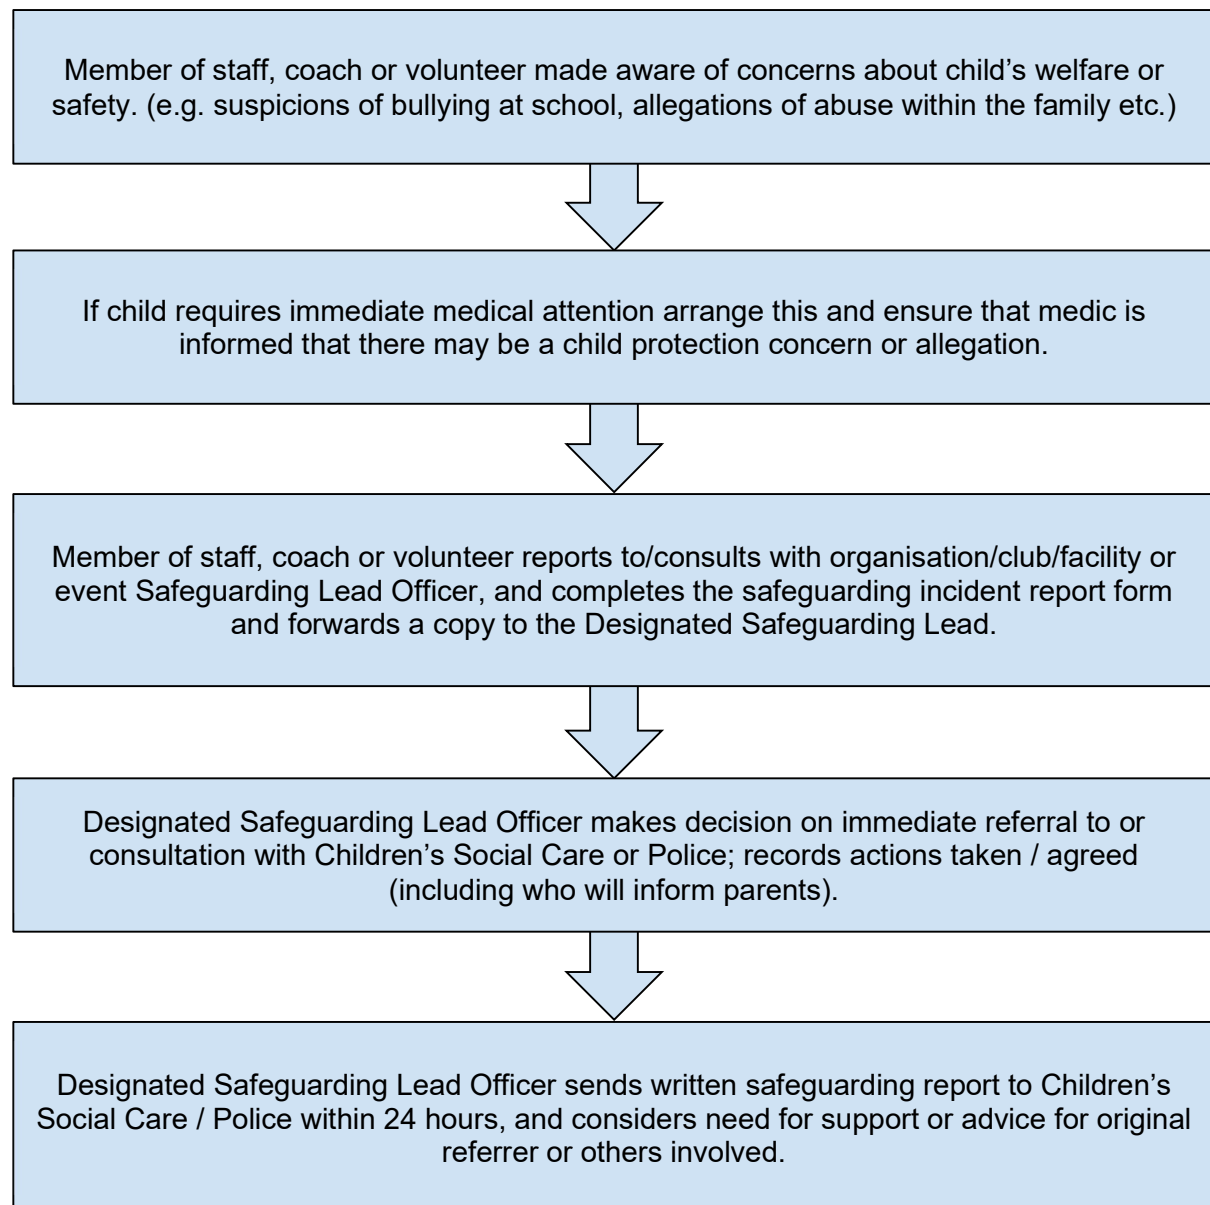 Member of staff, coach or volunteer made aware of concerns about child’s welfare or
safety. (e.g. suspicions of bullying at school, allegations of abuse within the family etc.)
If child requires immediate medical attention arrange this and ensure that medic is
informed that there may be a child protection concern or allegation.
Member of staff, coach or volunteer reports to/consults with organisation/club/facility or
event Safeguarding Lead Officer, and completes the safeguarding incident report form
and forwards a copy to the Designated Safeguarding Lead.
Designated Safeguarding Lead Officer makes decision on immediate referral to or
consultation with Children’s Social Care or Police; records actions taken / agreed
(including who will inform parents).
Designated Safeguarding Lead Officer sends written safeguarding report to Children’s
Social Care / Police within 24 hours, and considers need for support or advice for original
referrer or others involved.